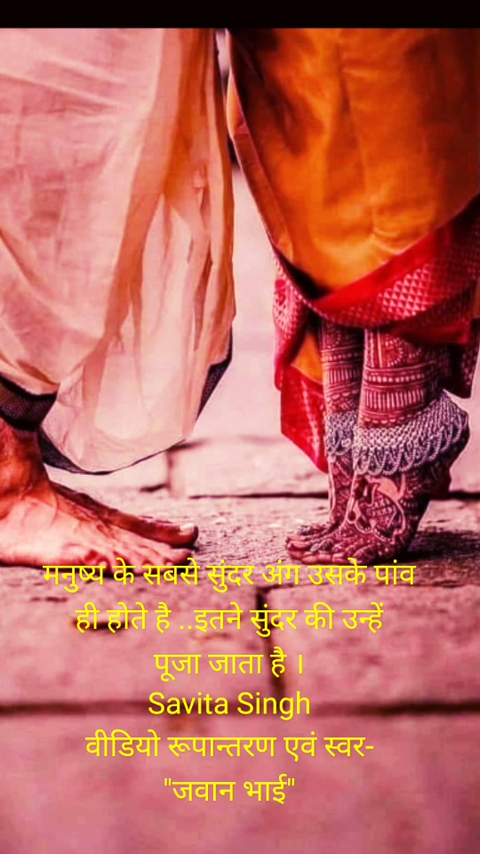 मनुष्य के सबसे सुंदर अंग उसके पांव
ही होते है ..इतने सुंदर की उन्हें
पूजा जाता है ।
Savita Singh
वीडियो रूपान्तरण एवं स्वर-
"जवान भाई"